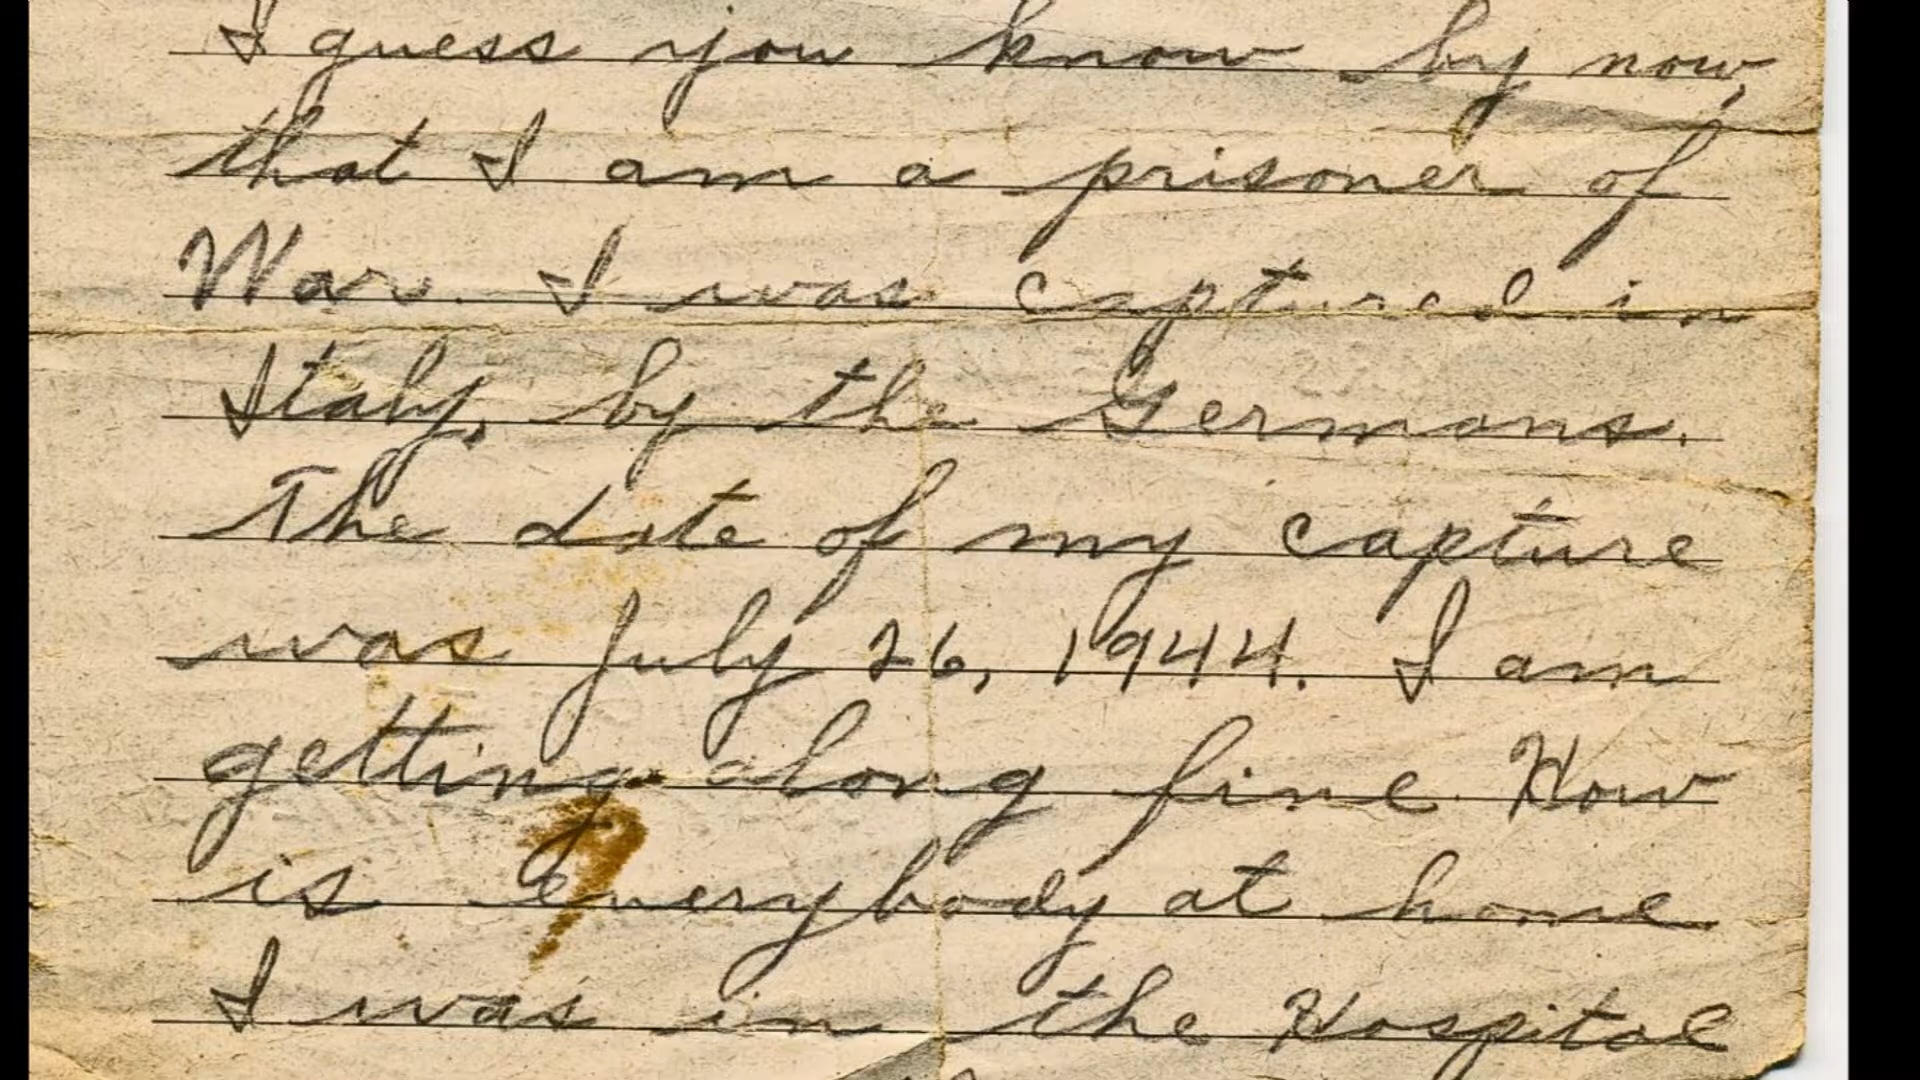 I guess you know by now,
that I am a prisoner of
War. I was captured in
Italy, by the Germans.
The date of my capture
was July 26, 1944. I am
getting along fine. How
is everybody at home.
I was in the Hospital